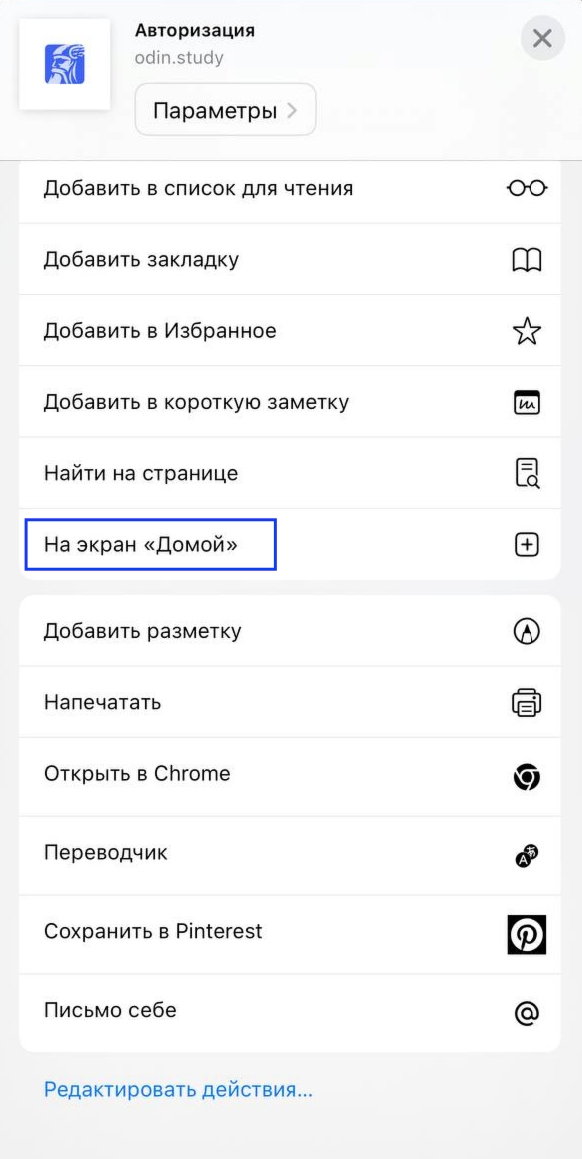 Авторизация
odin.study
Параметры
Добавить в список для чтения
Добавить закладку
Добавить в Избранное
Добавить в короткую заметку
Найти на странице
На экран «Домой»
Добавить разметку
Напечатать
Открыть в Chrome
Переводчик
Сохранить в Pinterest
Письмо себе
Редактировать действия...